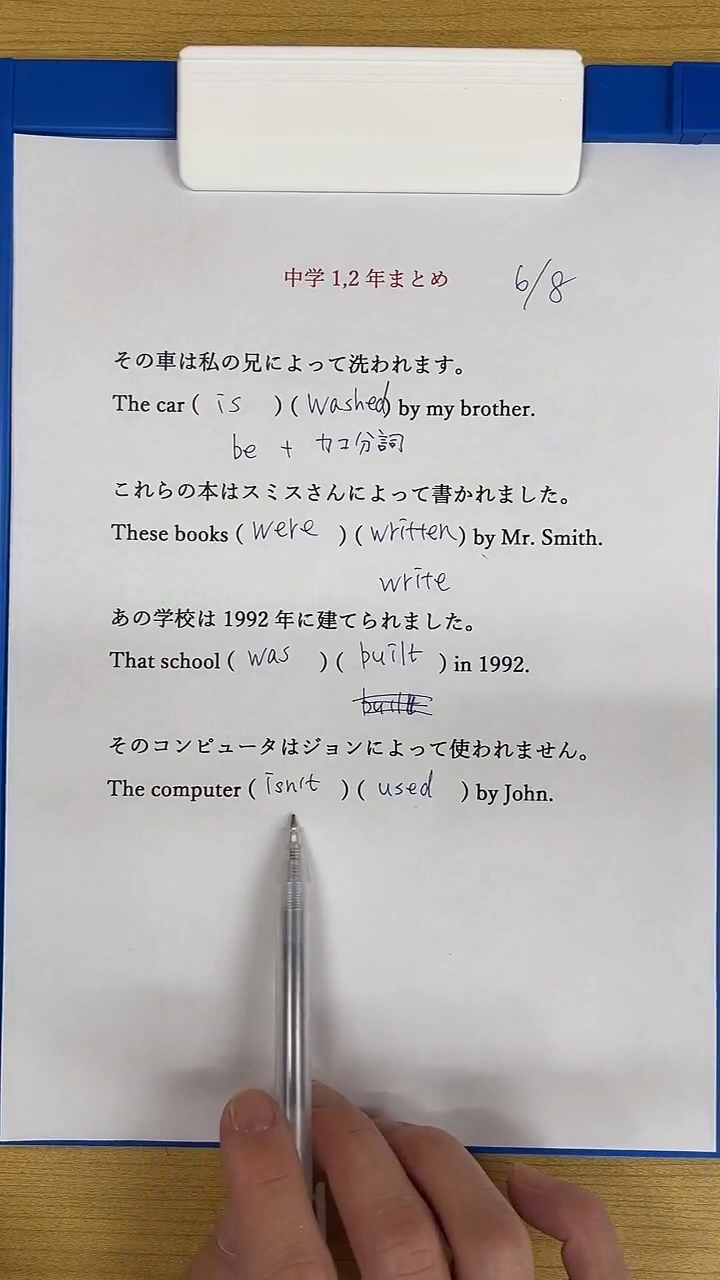 中学 1,2 年まとめ 6/8
その車は私の兄によって洗われます。
The car ( is ) ( washed ) by my brother.
be + カコ分詞
これらの本はスミスさんによって書かれました。
These books ( were ) ( written ) by Mr. Smith.
write
あの学校は 1992 年に建てられました。
That school ( was ) ( built ) in 1992.
そのコンピュータはジョンによって使われません。
The computer ( isn't ) ( used ) by John.